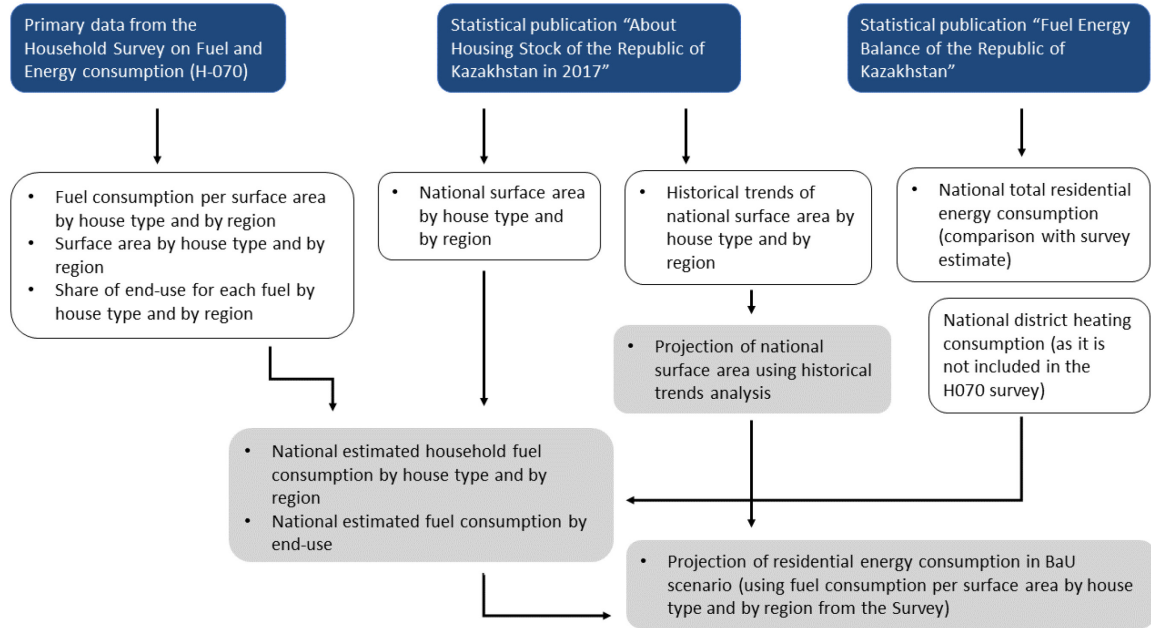 Primary data from the
Household Survey on Fuel and
Energy consumption (H-070)
Statistical publication “About
Housing Stock of the Republic of
Kazakhstan in 2017”
Statistical publication “Fuel Energy
Balance of the Republic of
Kazakhstan”
• Fuel consumption per surface area
by house type and by region
• Surface area by house type and by
region
• Share of end-use for each fuel by
house type and by region
• National surface area
by house type and
by region
• Historical trends of
national surface area by
house type and by
region
• National total residential
energy consumption
(comparison with survey
estimate)
National district heating
consumption (as it is
not included in the
H070 survey)
• Projection of national
surface area using historical
trends analysis
• National estimated household fuel
consumption by house type and by
region
• National estimated fuel consumption by
end-use
• Projection of residential energy consumption in BaU
scenario (using fuel consumption per surface area by house
type and by region from the Survey)